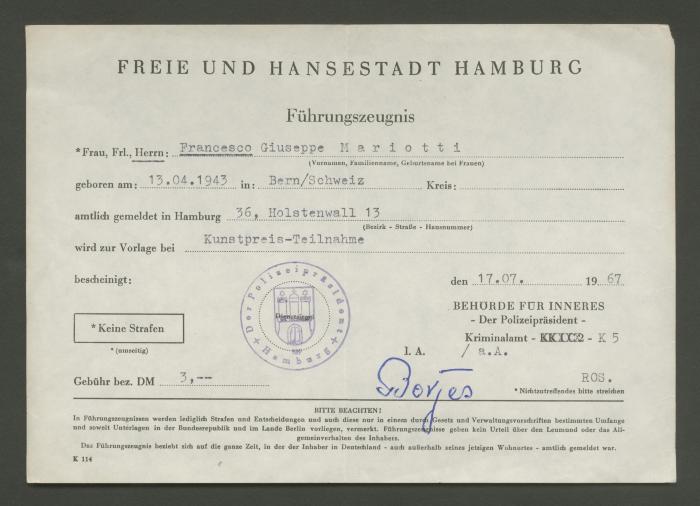 FREIE UND HANSESTADT HAMBURG
Führungszeugnis
*Frau, Frl., Herrn: Francesco Giuseppe Mariotti
(Vornamen, Familienname, Geburtsname bei Frauen)
geboren am: 13.04.1943 in: Bern/Schweiz Kreis:
amtlich gemeldet in Hamburg 36, Holstenwall 13
(Bezirk - Straße - Hausnummer)
wird zur Vorlage bei Kunstpreis-Teilnahme
bescheinigt:
den 17.07. 1967
Der Polizeipräsident
Dienstsiegel
Hamburg
BEHÖRDE FÜR INNERES
- Der Polizeipräsident -
* Keine Strafen
Kriminalamt - - K 5
* (umseitig)
I. A. / a.A.
Gebühr bez. DM 3,--
Borjes
ROS.
* Nichtzutreffendes bitte streichen
BITTE BEACHTEN!
In Führungszeugnissen werden lediglich Strafen und Entscheidungen und auch diese nur in einem durch Gesetz und Verwaltungsvorschriften bestimmten Umfange
und soweit Unterlagen in der Bundesrepublik und im Lande Berlin vorliegen, vermerkt. Führungszeugnisse geben kein Urteil über den Leumund oder das All-
gemeinverhalten des Inhabers.
Das Führungszeugnis bezieht sich auf die ganze Zeit, in der der Inhaber in Deutschland - auch außerhalb seines jetzigen Wohnortes - amtlich gemeldet war.
K 114